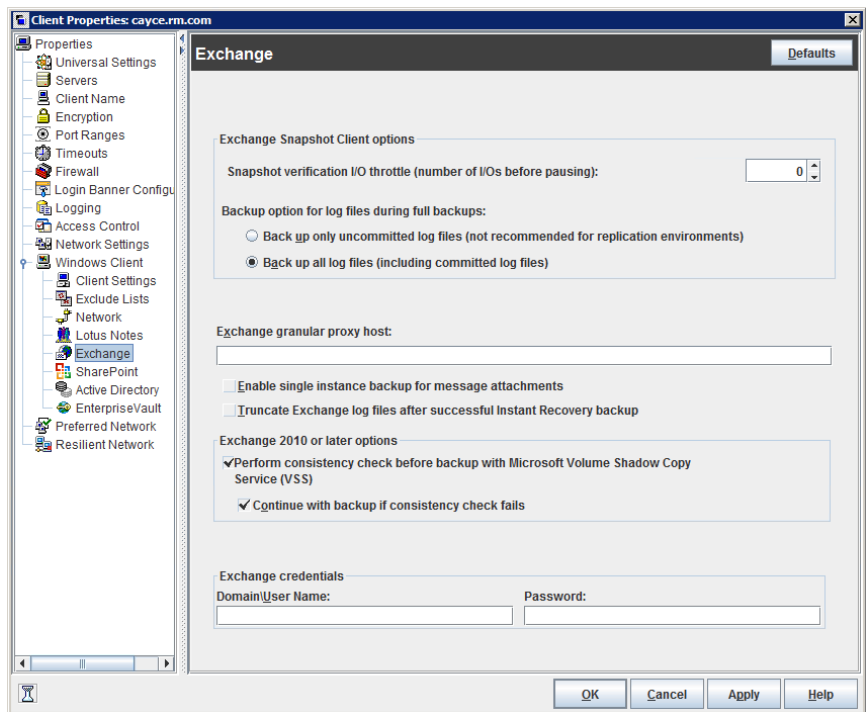 Client Properties: cayce.rm.com
Properties
Universal Settings
Servers
Client Name
Encryption
Port Ranges
Timeouts
Firewall
Login Banner Configu
Logging
Access Control
Network Settings
Windows Client
Client Settings
Exclude Lists
Network
Lotus Notes
Exchange
SharePoint
Active Directory
EnterpriseVault
Preferred Network
Resilient Network
Exchange
Defaults
Exchange Snapshot Client options
Snapshot verification I/O throttle (number of I/Os before pausing):
0
Backup option for log files during full backups:
Back up only uncommitted log files (not recommended for replication environments)
Back up all log files (including committed log files)
Exchange granular proxy host:
Enable single instance backup for message attachments
Truncate Exchange log files after successful Instant Recovery backup
Exchange 2010 or later options
Perform consistency check before backup with Microsoft Volume Shadow Copy
Service (VSS)
Continue with backup if consistency check fails
Exchange credentials
Domain\User Name:
Password:
OK
Cancel
Apply
Help